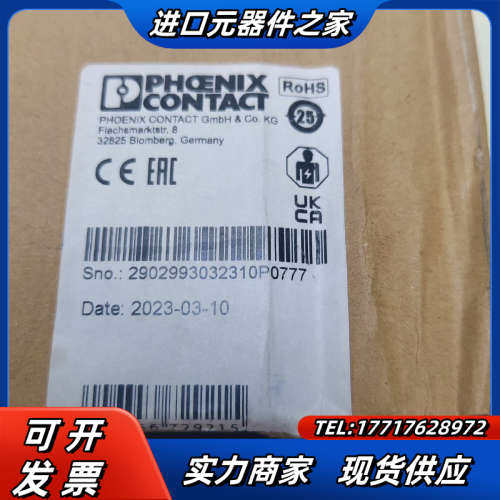 进口元器件之家
PHŒNIX
CONTACT
RoHS
PHOENIX CONTACT GmbH & Co. KG
Flachsmarktstr. 8
32825 Blomberg, Germany
25
CE EAC
UK
CA
Sno.: 2902993032310P0777
Date: 2023-03-10
TEL:17717628972
可开
发票
实力商家 现货供应